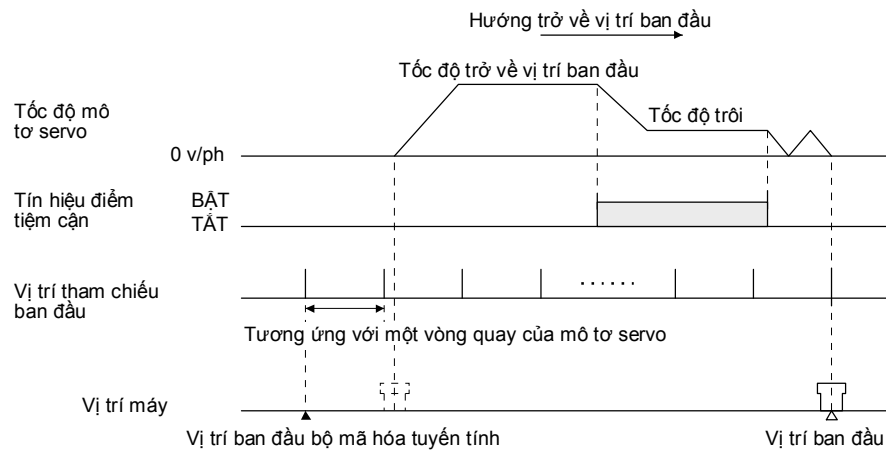 Hướng trở về vị trí ban đầu
Tốc độ trở về vị trí ban đầu
Tốc độ mô
tơ servo
Tốc độ trôi
0 v/ph
Tín hiệu điểm
tiệm cận
BẬT
TẮT
Vị trí tham chiếu
ban đầu
Tương ứng với một vòng quay của mô tơ servo
Vị trí máy
Vị trí ban đầu bộ mã hóa tuyến tính
Vị trí ban đầu